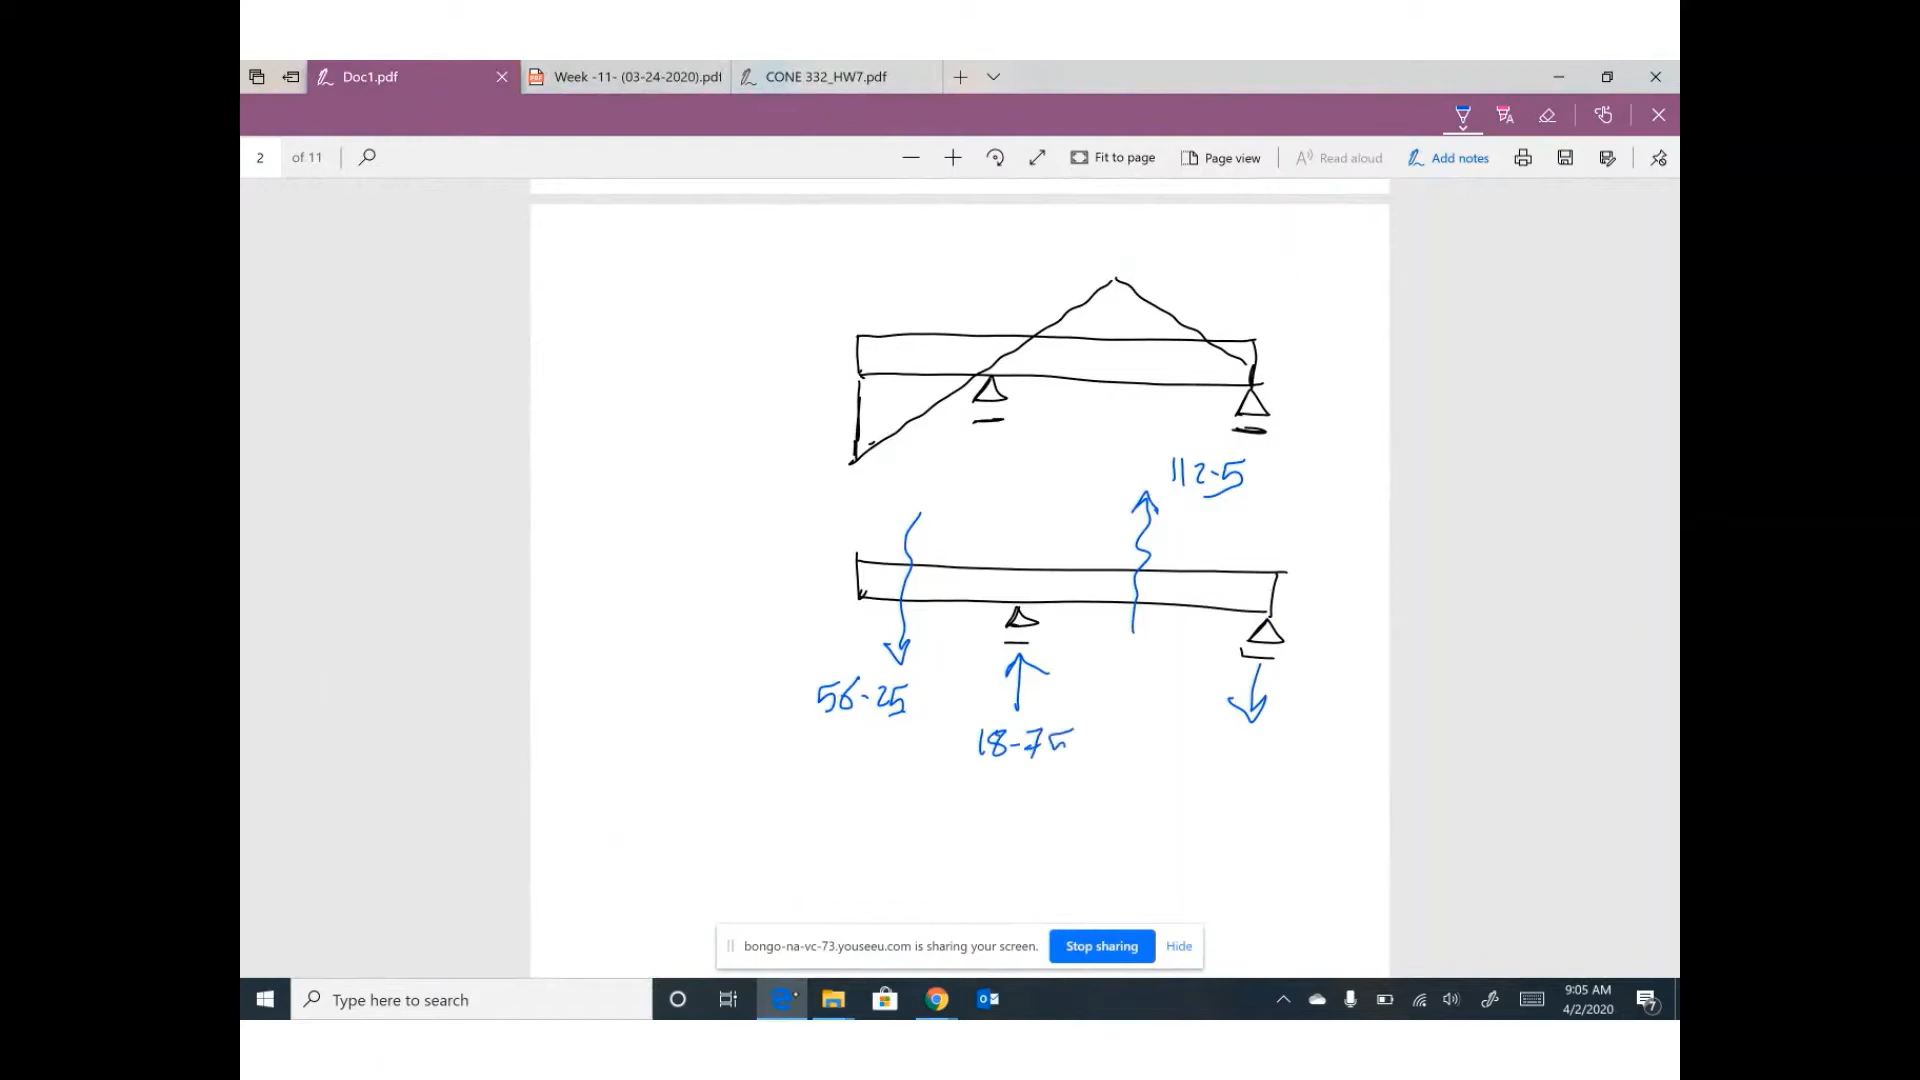 Doc1.pdf
Week -11- (03-24-2020).pdf
CONE 332_HW7.pdf
2 of 11
Fit to page
Page view
Read aloud
Add notes
112-5
56-25
18-75
bongo-na-vc-73.youseeu.com is sharing your screen.
Stop sharing
Hide
Type here to search
9:05 AM
4/2/2020
7